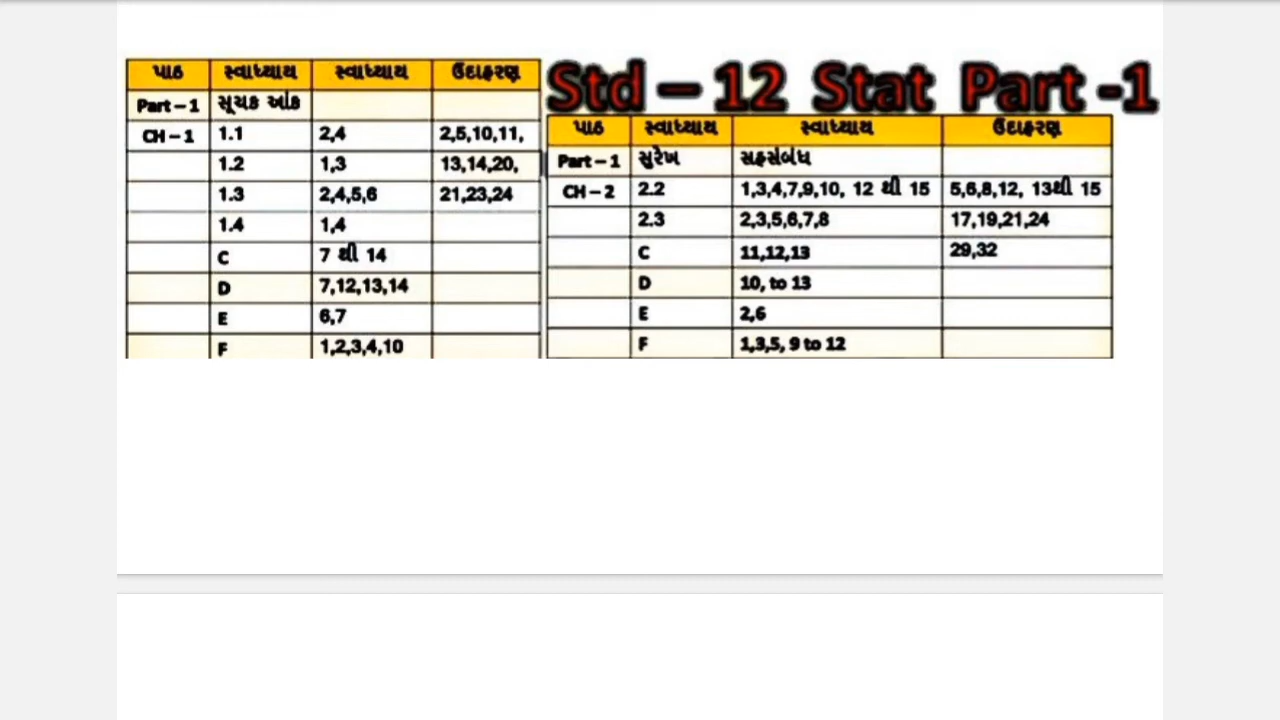 પાઠ સ્વાધ્યાય સ્વાધ્યાય ઉદાહરણ
Part – 1 સૂચક આંક
CH – 1 1.1 2,4 2,5,10,11,
1.2 1,3 13,14,20,
1.3 2,4,5,6 21,23,24
1.4 1,4
C 7 થી 14
D 7,12,13,14
E 6,7
F 1,2,3,4,10
Std – 12 Stat Part -1
પાઠ સ્વાધ્યાય સ્વાધ્યાય ઉદાહરણ
Part – 1 સુરેખ સહસંબંધ
CH – 2 2.2 1,3,4,7,9,10, 12 થી 15 5,6,8,12, 13થી 15
2.3 2,3,5,6,7,8 17,19,21,24
C 11,12,13 29,32
D 10, to 13
E 2,6
F 1,3,5, 9 to 12